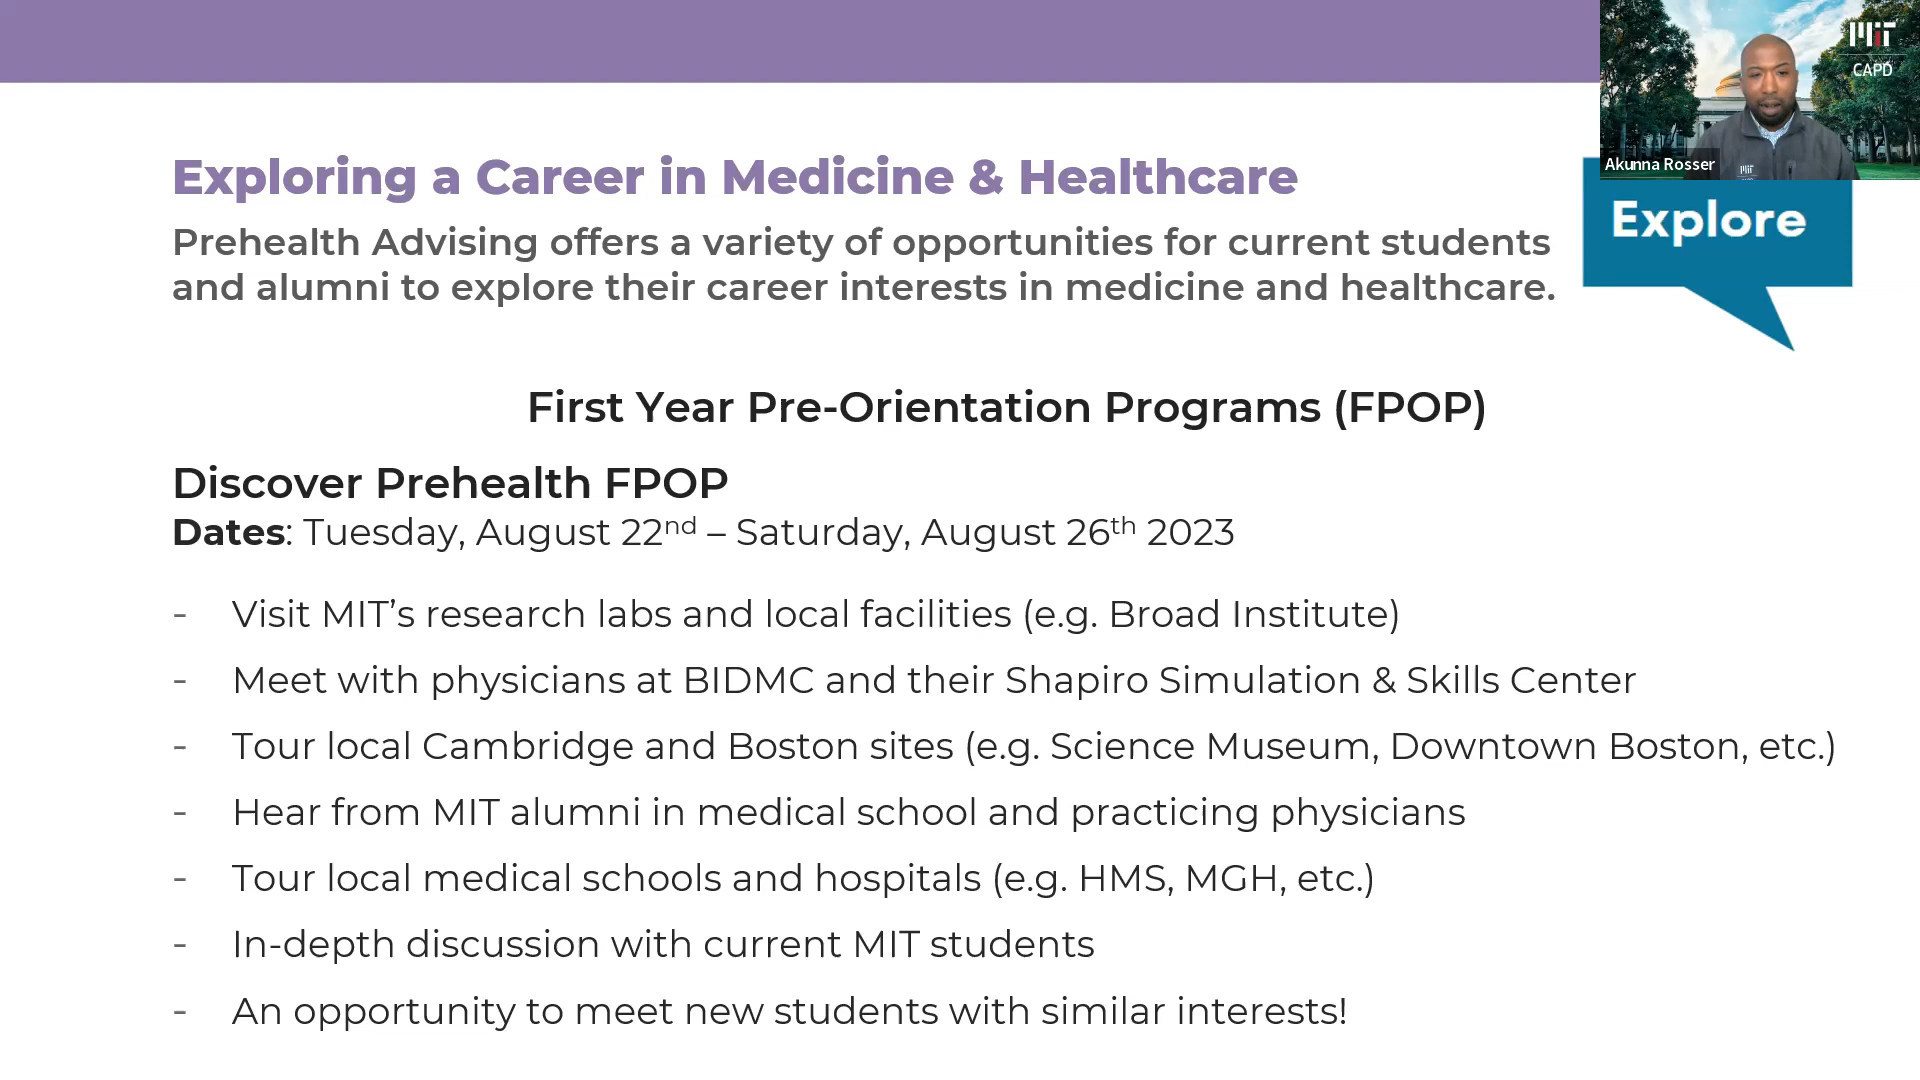 MIT
CAPD
Akunna Rosser
MIT
Explore
Exploring a Career in Medicine & Healthcare
Prehealth Advising offers a variety of opportunities for current students
and alumni to explore their career interests in medicine and healthcare.
First Year Pre-Orientation Programs (FPOP)
Discover Prehealth FPOP
Dates: Tuesday, August 22nd – Saturday, August 26th 2023
- Visit MIT’s research labs and local facilities (e.g. Broad Institute)
- Meet with physicians at BIDMC and their Shapiro Simulation & Skills Center
- Tour local Cambridge and Boston sites (e.g. Science Museum, Downtown Boston, etc.)
- Hear from MIT alumni in medical school and practicing physicians
- Tour local medical schools and hospitals (e.g. HMS, MGH, etc.)
- In-depth discussion with current MIT students
- An opportunity to meet new students with similar interests!